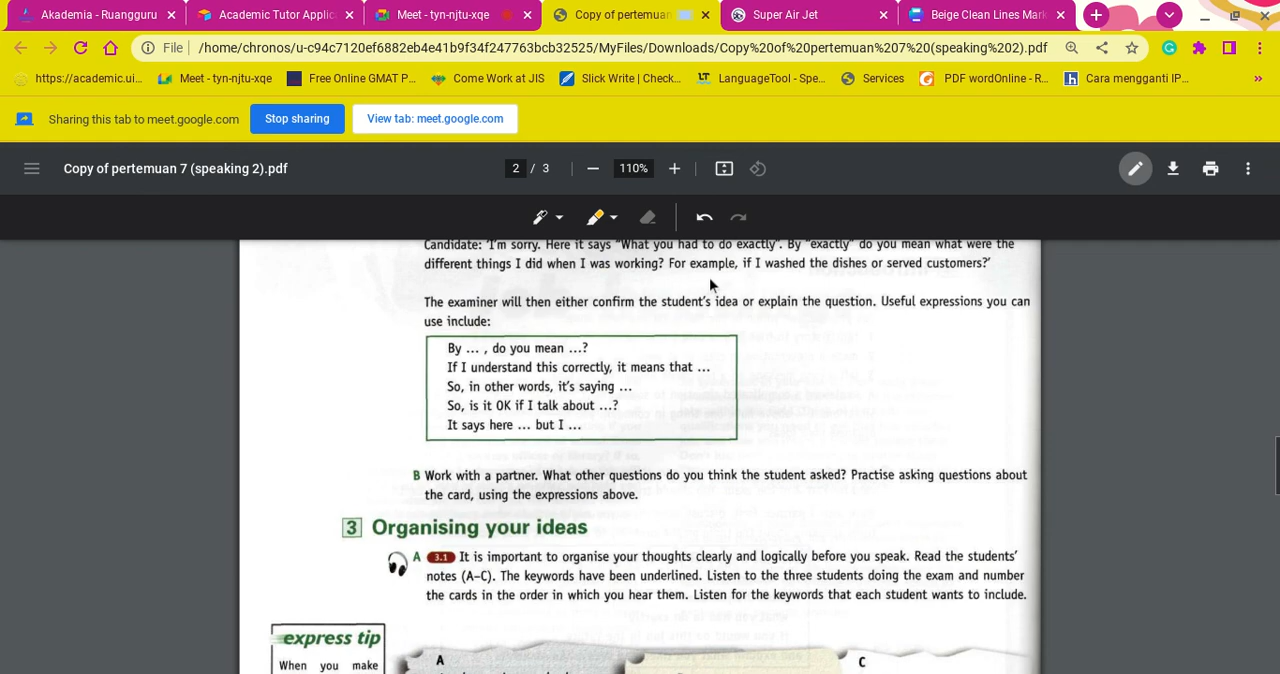 Akademia - Ruangguru
Academic Tutor Applic
Meet - tyn-njtu-xqe
Copy of pertemuan
Super Air Jet
Beige Clean Lines Mark
File
/home/chronos/u-c94c7120ef6882eb4e41b9f34f247763bcb32525/MyFiles/Downloads/Copy%20of%20pertemuan%207%20(speaking%202).pdf
https://academic.ui...
Meet - tyn-njtu-xqe
Free Online GMAT P...
Come Work at JIS
Slick Write | Check...
LanguageTool - Spe...
Services
PDF wordOnline - R...
Cara mengganti IP...
»
Sharing this tab to meet.google.com
Stop sharing
View tab: meet.google.com
Copy of pertemuan 7 (speaking 2).pdf
2 / 3
110%
Candidate: 'I'm sorry. Here it says "What you had to do exactly". By "exactly" do you mean what were the
different things I did when I was working? For example, if I washed the dishes or served customers?'
The examiner will then either confirm the student's idea or explain the question. Useful expressions you can
use include:
By ... , do you mean ...?
If I understand this correctly, it means that ...
So, in other words, it's saying ...
So, is it OK if I talk about ...?
It says here ... but I ...
B Work with a partner. What other questions do you think the student asked? Practise asking questions about
the card, using the expressions above.
3 Organising your ideas
A 3.1 It is important to organise your thoughts clearly and logically before you speak. Read the students'
notes (A–C). The keywords have been underlined. Listen to the three students doing the exam and number
the cards in the order in which you hear them. Listen for the keywords that each student wants to include.
express tip
When you make
A
C